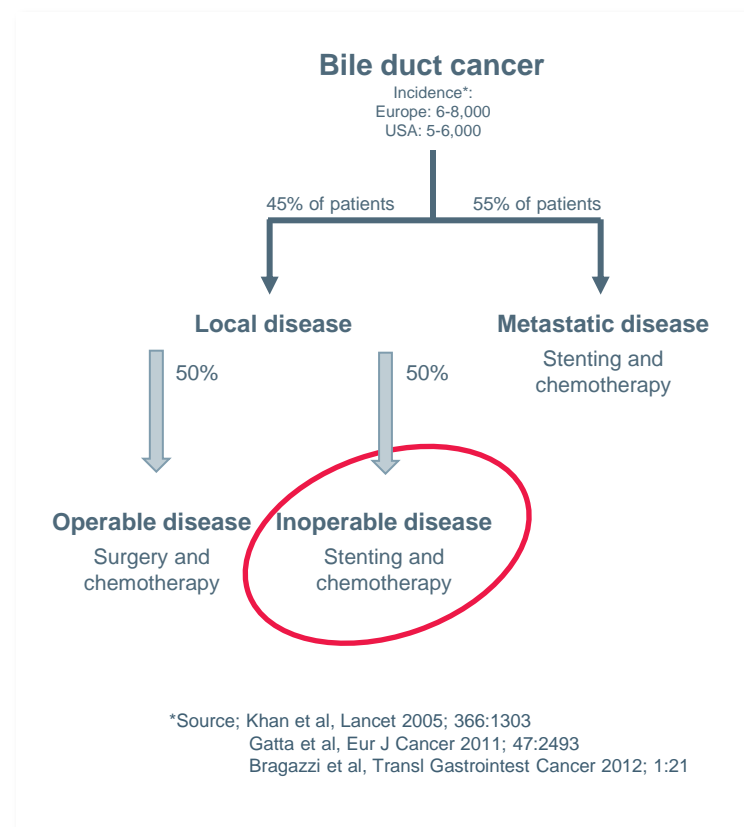 Bile duct cancer
Incidence*:
Europe: 6-8,000
USA: 5-6,000
45% of patients
55% of patients
Local disease
Metastatic disease
Stenting and
chemotherapy
50%
50%
Operable disease
Surgery and
chemotherapy
Inoperable disease
Stenting and
chemotherapy
*Source; Khan et al, Lancet 2005; 366:1303
Gatta et al, Eur J Cancer 2011; 47:2493
Bragazzi et al, Transl Gastrointest Cancer 2012; 1:21